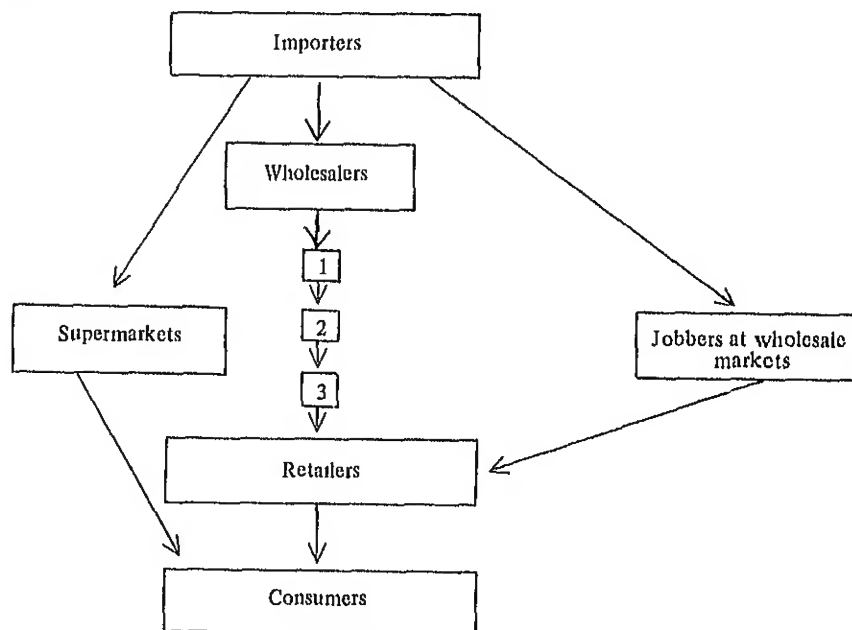 Importers
Wholesalers
1
2
3
Supermarkets
Jobbers at wholesale
markets
Retailers
Consumers